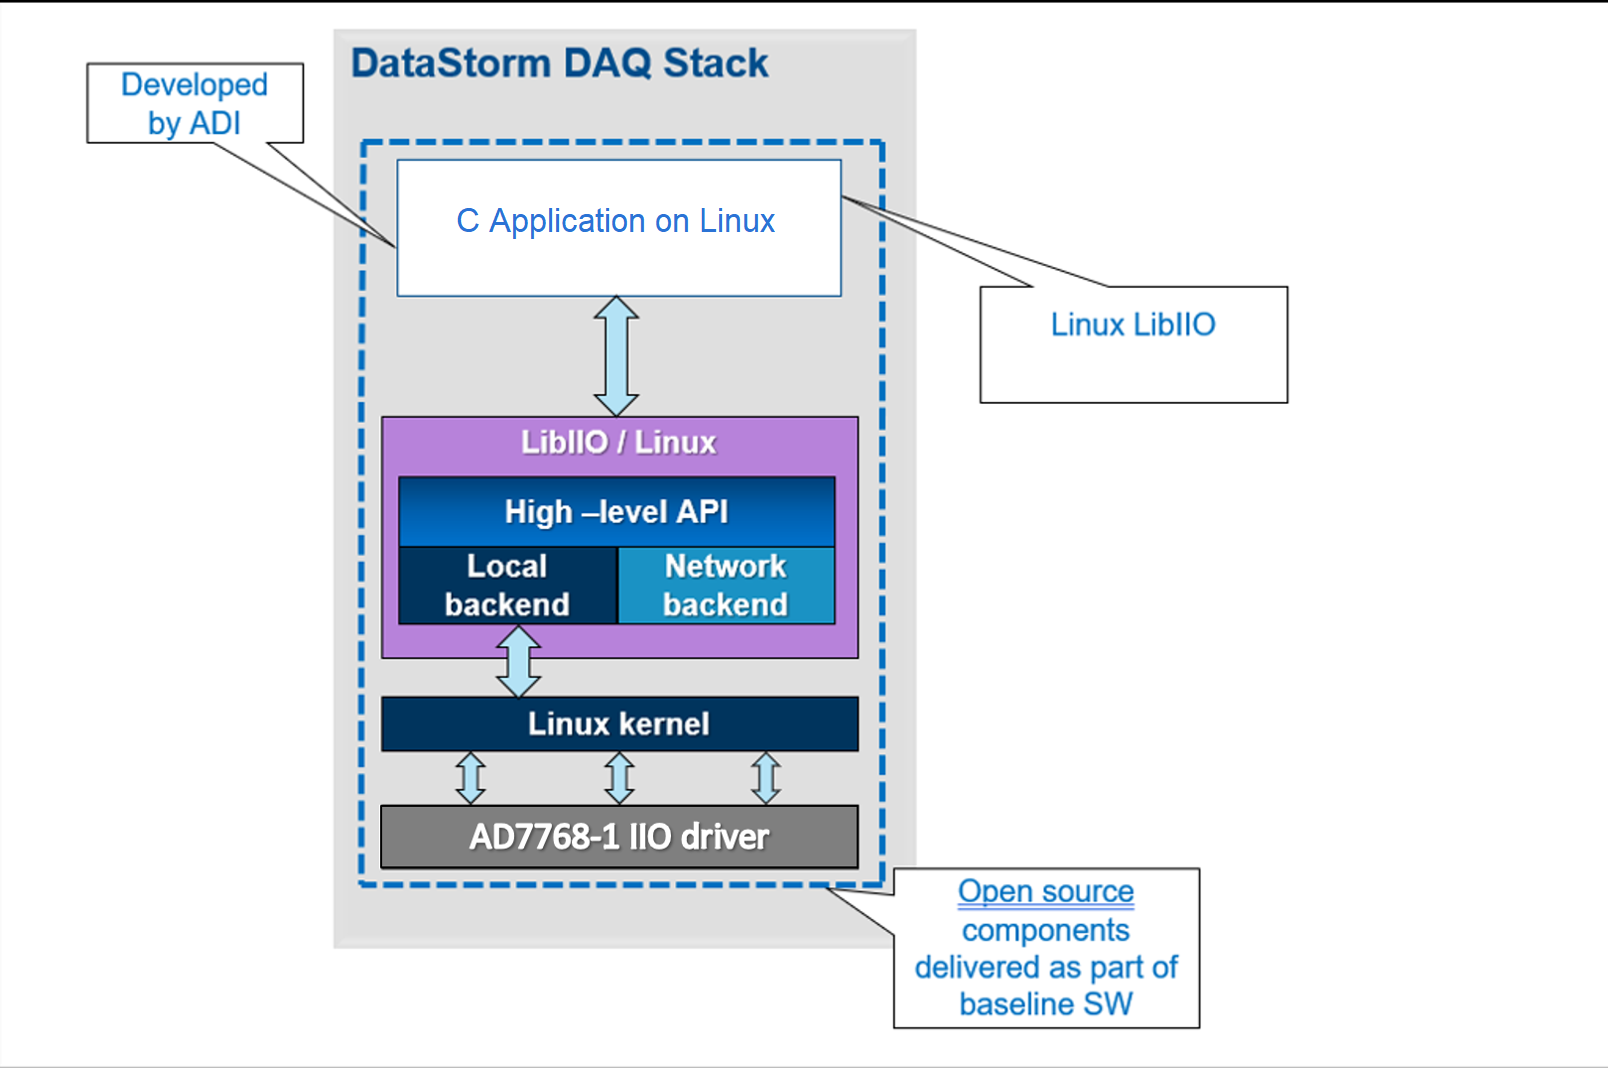 DataStorm DAQ Stack
Developed
by ADI
C Application on Linux
Linux LibIIO
LibIIO / Linux
High –level API
Local
backend
Network
backend
Linux kernel
AD7768-1 IIO driver
Open source
components
delivered as part of
baseline SW